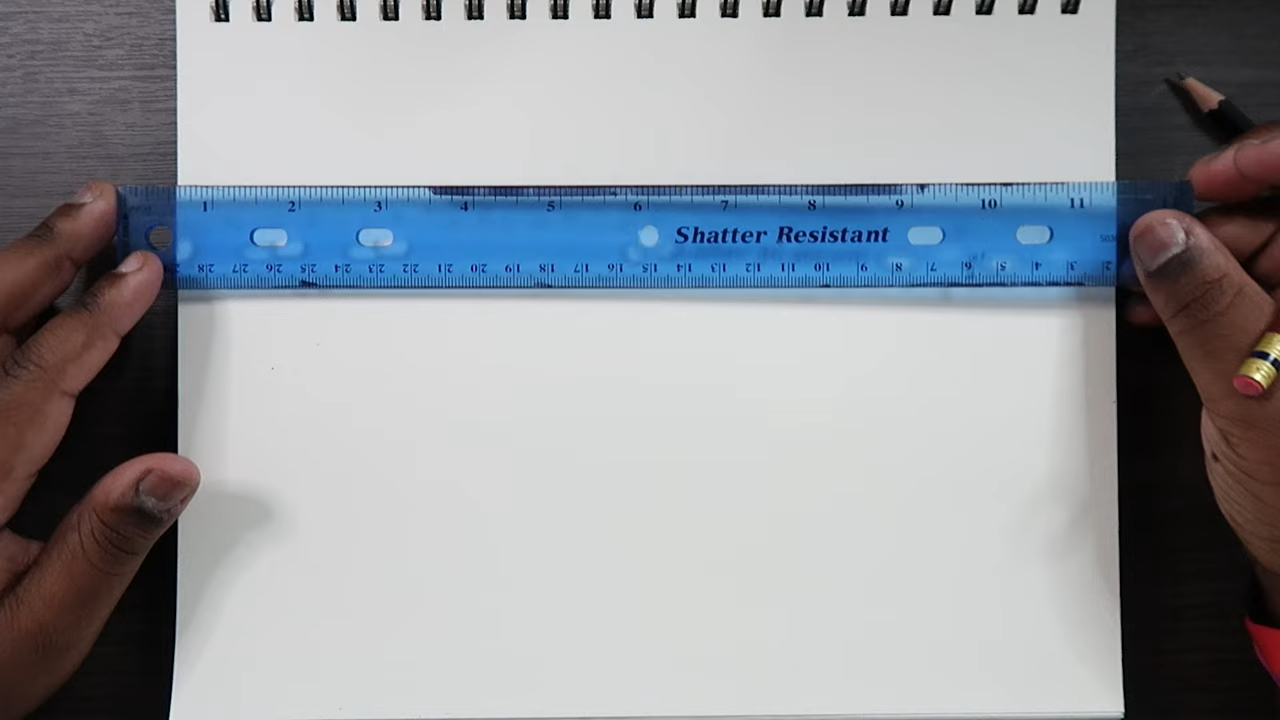 1 2 3 4 5 6 7 8 9 10 11
Shatter Resistant
28 27 26 25 24 23 22 21 20 19 18 17 16 15 14 13 12 11 10 9 8 7 6 5 4 3 2